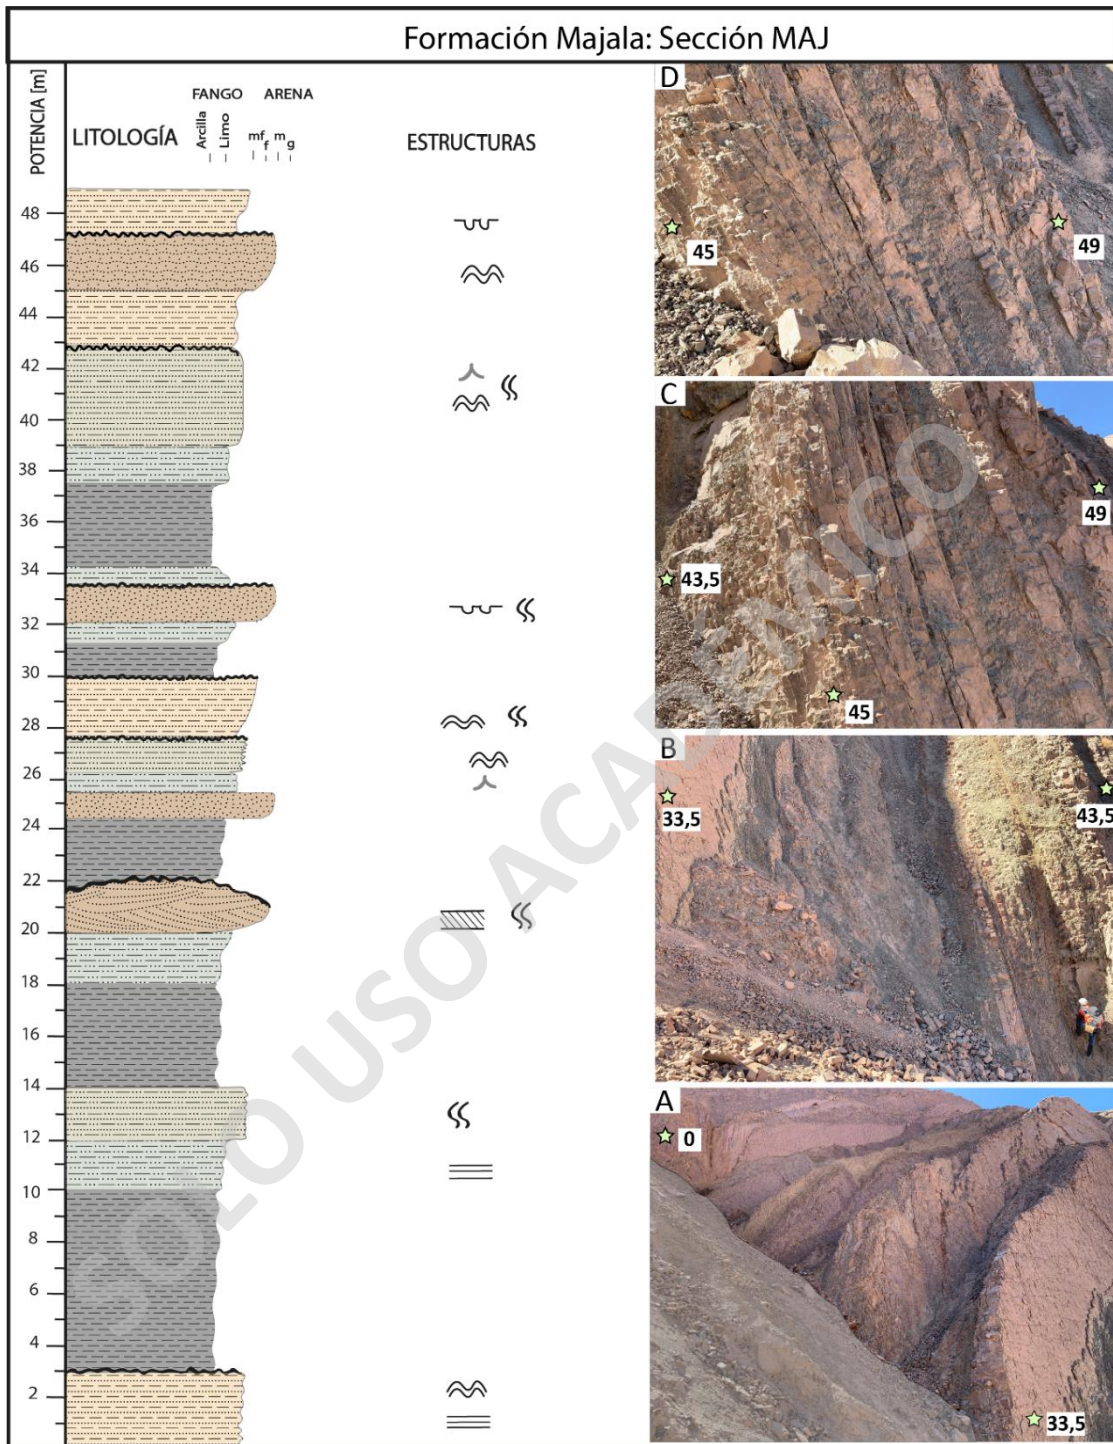 Formación Majala: Sección MAJ
POTENCIA [m]
LITOLOGÍA
FANGO
ARENA
Arcilla
Limo
mf
f
m
g
ESTRUCTURAS
48
46
44
42
40
38
36
34
32
30
28
26
24
22
20
18
16
14
12
10
8
6
4
2
D
45
49
C
43,5
45
49
B
33,5
43,5
A
0
33,5
SOLO USO ACADÉMICO